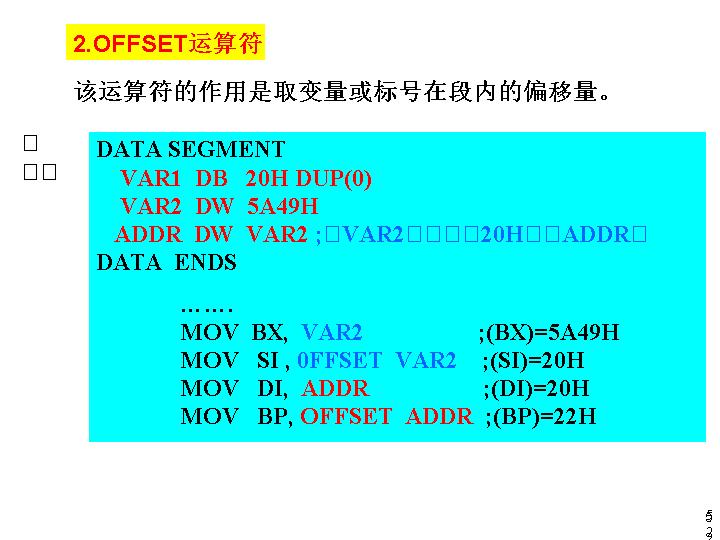 2.OFFSET运算符
该运算符的作用是取变量或标号在段内的偏移量。
DATA SEGMENT
VAR1 DB 20H DUP(0)
VAR2 DW 5A49H
ADDR DW VAR2 ; □VAR2□□□□20H□□ADDR□
DATA ENDS
…….
MOV BX, VAR2 ;(BX)=5A49H
MOV SI , 0FFSET VAR2 ; (SI)=20H
MOV DI, ADDR ; (DI)=20H
MOV BP, OFFSET ADDR ; (BP)=22H